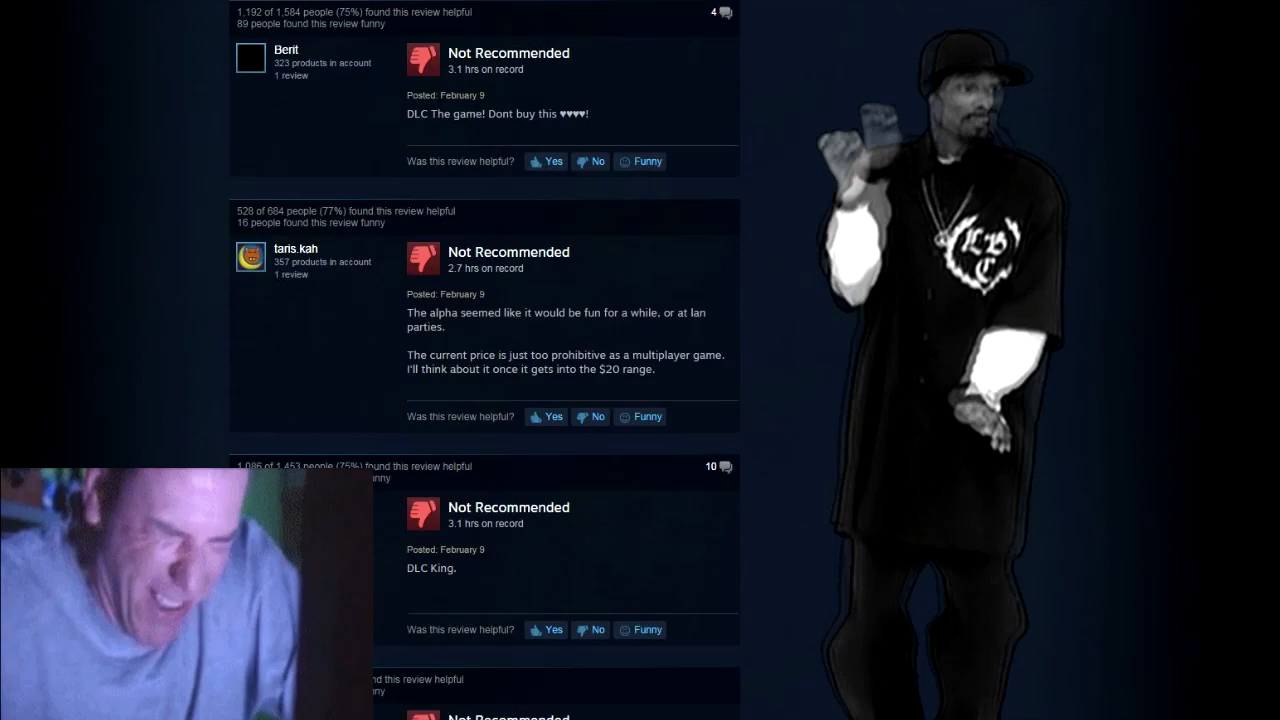 1,192 of 1,584 people (75%) found this review helpful
4
89 people found this review funny
Berit
323 products in account
1 review
Not Recommended
3.1 hrs on record
Posted: February 9
DLC The game! Dont buy this ♥♥♥♥!
Was this review helpful? Yes No Funny
528 of 684 people (77%) found this review helpful
16 people found this review funny
taris.kah
357 products in account
1 review
Not Recommended
2.7 hrs on record
Posted: February 9
The alpha seemed like it would be fun for a while, or at lan
parties.
The current price is just too prohibitive as a multiplayer game.
I'll think about it once it gets into the $20 range.
Was this review helpful? Yes No Funny
1,086 of 1,453 people (75%) found this review helpful
10
nny
Not Recommended
3.1 hrs on record
Posted: February 9
DLC King.
Was this review helpful? Yes No Funny
nd this review helpful
ny
Not Recommended
LBC